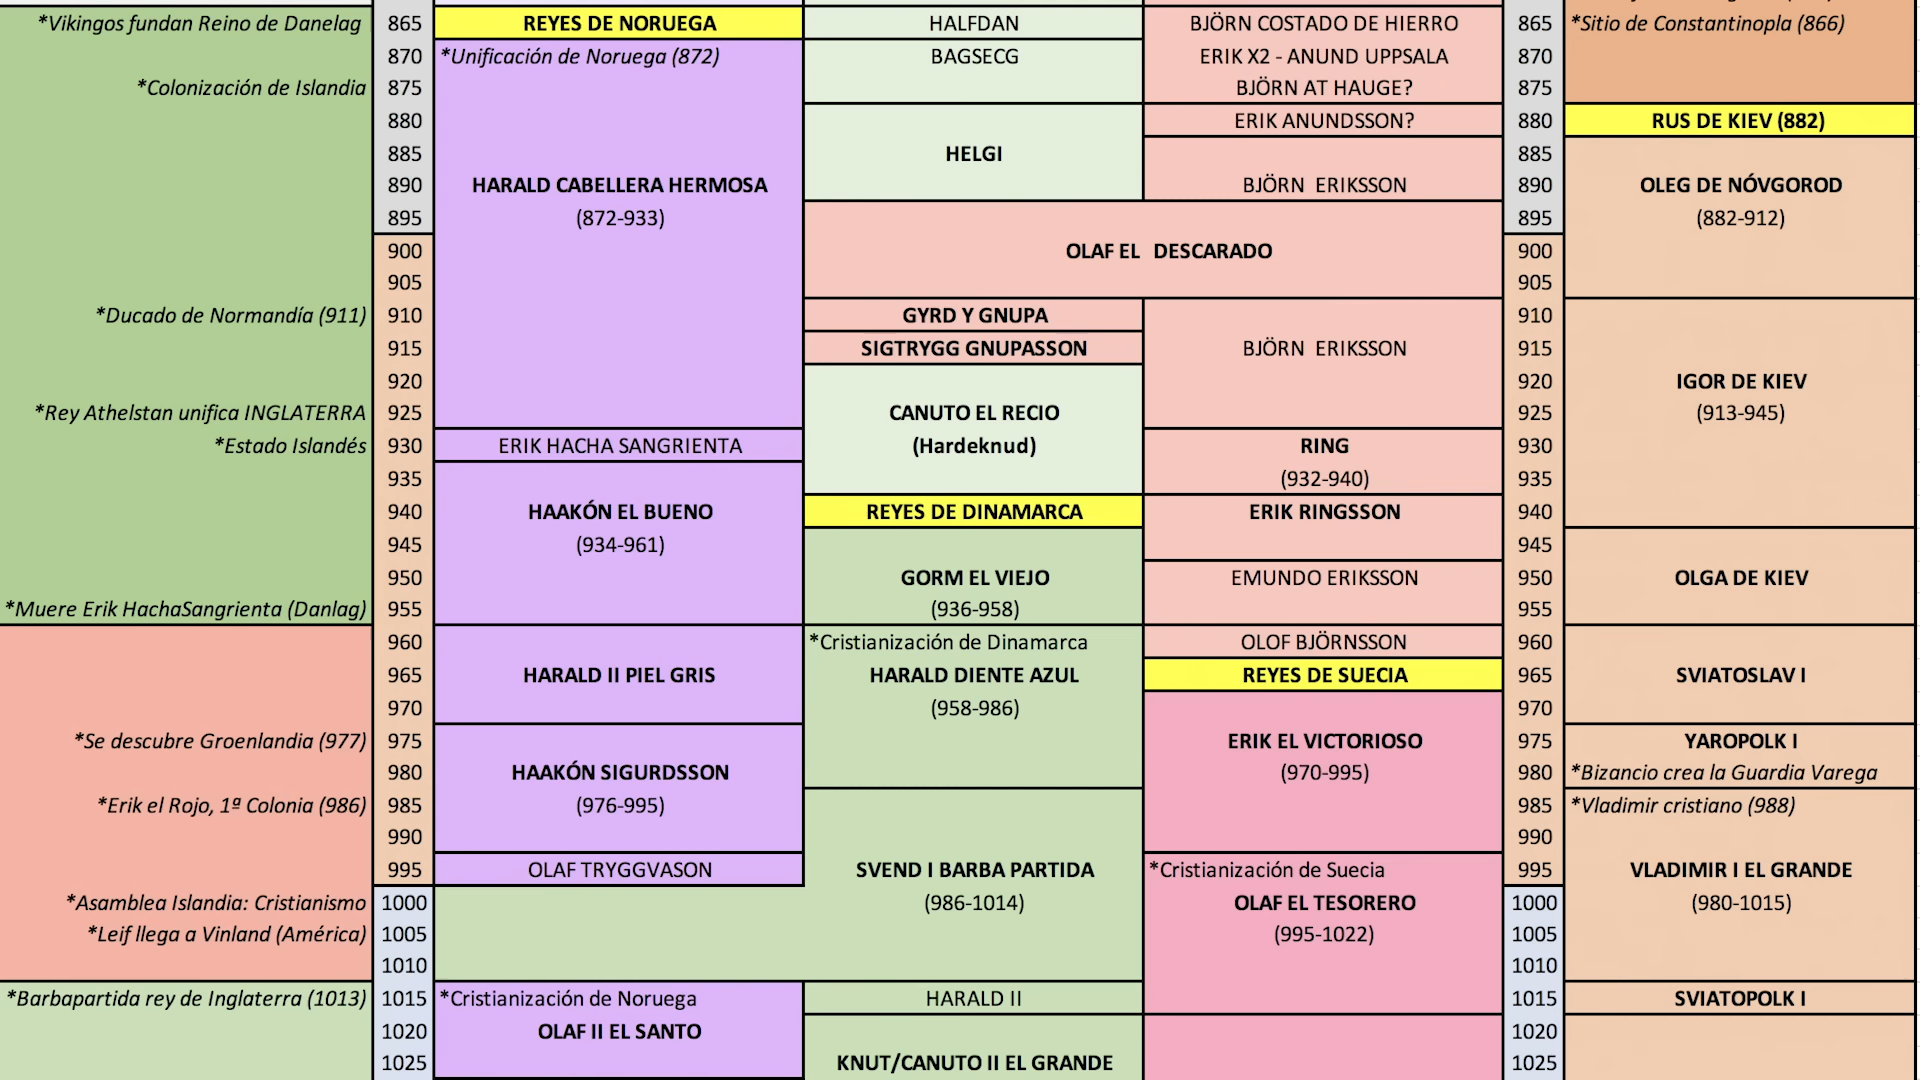 *Vikingos fundan Reino de Danelag 865 REYES DE NORUEGA HALFDAN BJÖRN COSTADO DE HIERRO 865 *Sitio de Constantinopla (866)
870 *Unificación de Noruega (872) BAGSECG ERIK X2 - ANUND UPPSALA 870
*Colonización de Islandia 875 BJÖRN AT HAUGE? 875
880 ERIK ANUNDSSON? 880 RUS DE KIEV (882)
885 HELGI 885
890 HARALD CABELLERA HERMOSA BJÖRN ERIKSSON 890 OLEG DE NÓVGOROD
895 (872-933) 895 (882-912)
900 OLAF EL DESCARADO 900
905 905
*Ducado de Normandía (911) 910 GYRD Y GNUPA 910
915 SIGTRYGG GNUPASSON BJÖRN ERIKSSON 915
920 920 IGOR DE KIEV
*Rey Athelstan unifica INGLATERRA 925 CANUTO EL RECIO 925 (913-945)
*Estado Islandés 930 ERIK HACHA SANGRIENTA (Hardeknud) RING 930
935 (932-940) 935
940 HAAKÓN EL BUENO REYES DE DINAMARCA ERIK RINGSSON 940
945 (934-961) 945
950 GORM EL VIEJO EMUNDO ERIKSSON 950 OLGA DE KIEV
*Muere Erik HachaSangrienta (Danlag) 955 (936-958) 955
960 *Cristianización de Dinamarca OLOF BJÖRNSSON 960
965 HARALD II PIEL GRIS HARALD DIENTE AZUL REYES DE SUECIA 965 SVIATOSLAV I
970 (958-986) 970
*Se descubre Groenlandia (977) 975 ERIK EL VICTORIOSO 975 YAROPOLK I
980 HAAKÓN SIGURDSSON (970-995) 980 *Bizancio crea la Guardia Varega
*Erik el Rojo, 1ª Colonia (986) 985 (976-995) 985 *Vladimir cristiano (988)
990 990
995 OLAF TRYGGVASON SVEND I BARBA PARTIDA *Cristianización de Suecia 995 VLADIMIR I EL GRANDE
*Asamblea Islandia: Cristianismo 1000 (986-1014) OLAF EL TESORERO 1000 (980-1015)
*Leif llega a Vinland (América) 1005 (995-1022) 1005
1010 1010
*Barbapartida rey de Inglaterra (1013) 1015 *Cristianización de Noruega HARALD II 1015 SVIATOPOLK I
1020 OLAF II EL SANTO 1020
1025 KNUT/CANUTO II EL GRANDE 1025